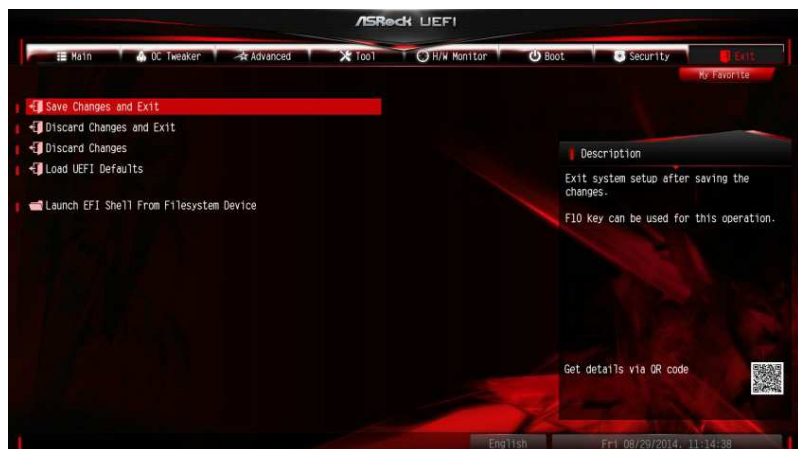 ASRock UEFI
Main OC Tweaker Advanced Tool H/W Monitor Boot Security Exit
My Favorite
Save Changes and Exit
Discard Changes and Exit
Discard Changes
Load UEFI Defaults
Launch EFI Shell From Filesystem Device
Description
Exit system setup after saving the
changes.
F10 key can be used for this operation.
Get details via QR code
English Fri 08/29/2014, 11:14:38